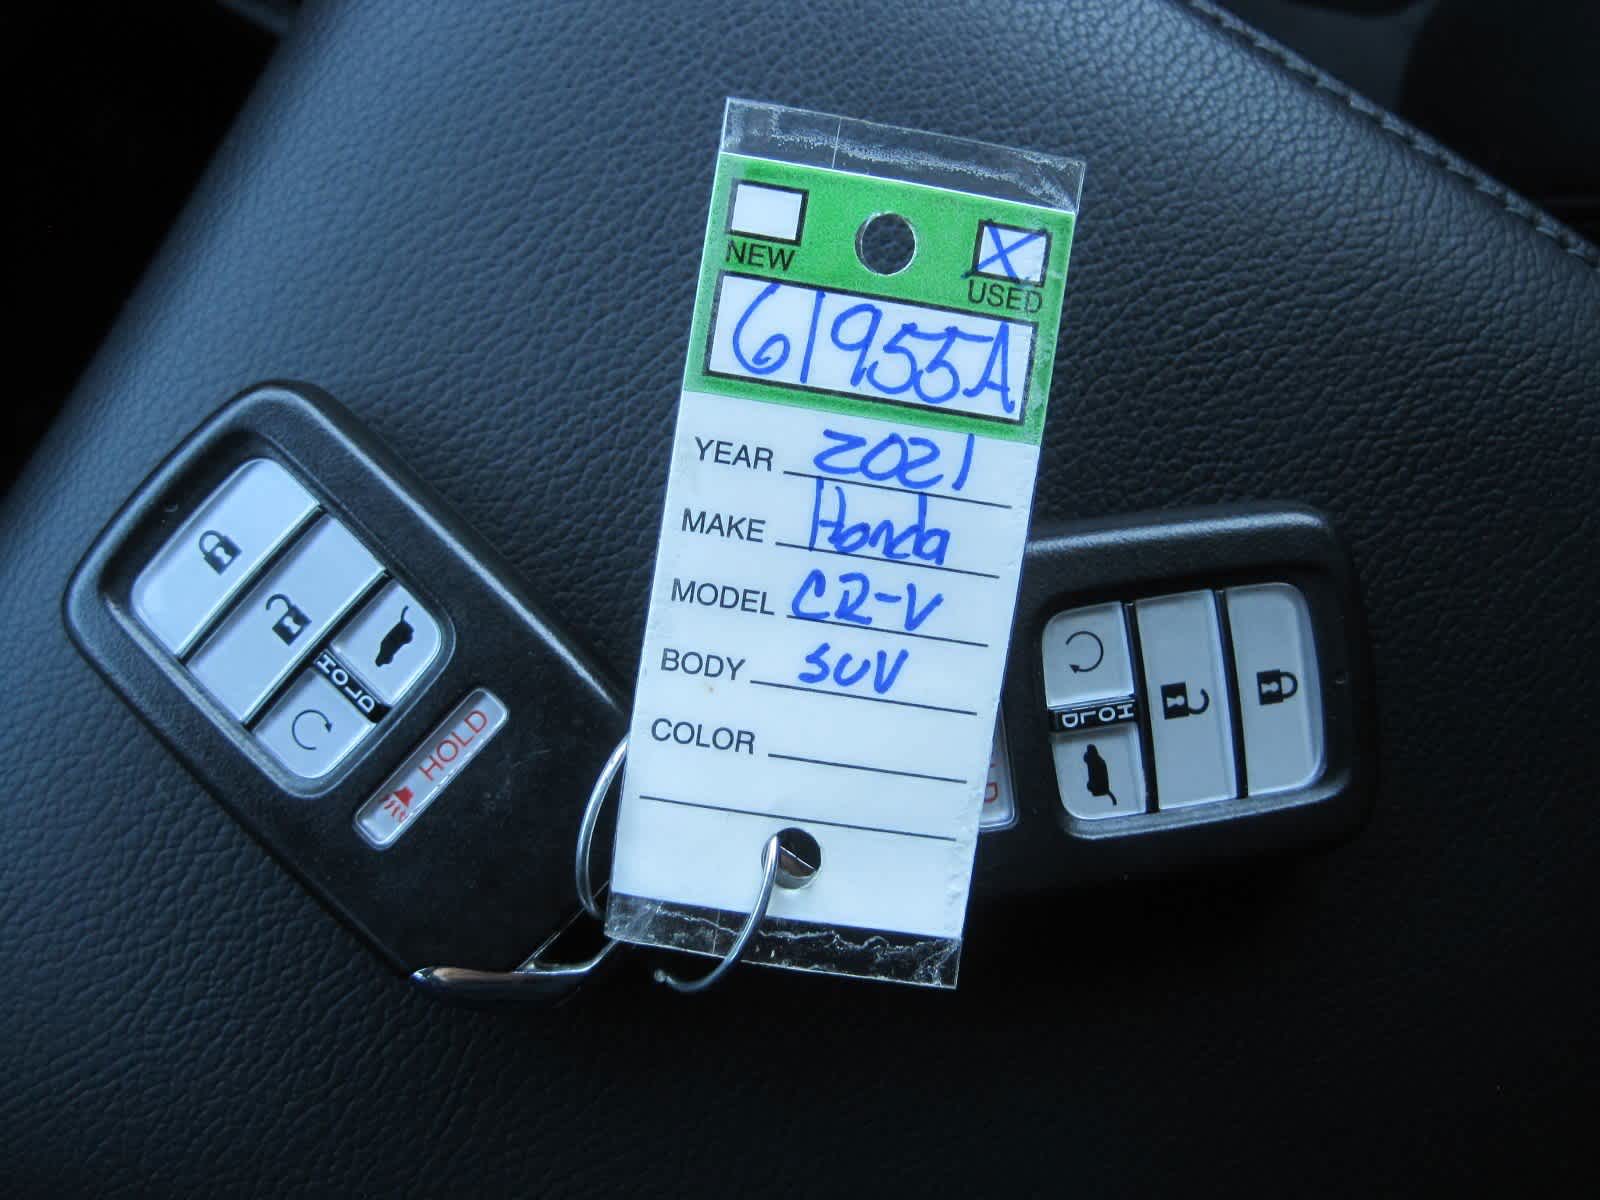 NEW
X
USED
61955A
YEAR 2021
MAKE Honda
MODEL CR-V
BODY SUV
COLOR
HOLD
HOLD
HOLD